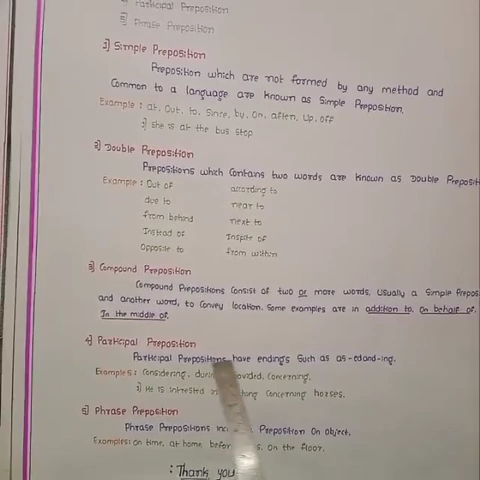 4) Participal Preposition
5) Phrase Preposition
1) Simple Preposition
Preposition which are not formed by any method and
Common to a language are known as Simple Preposition.
Example : at, Out, to, Since, by, On, after, Up, off
1) She is at the bus stop
2) Double Preposition
Prepositions which Contains two words are known as Double
Example : Out of according to
due to near to
from behind next to
Instead of Inspite of
Opposite to from within
3) Compound Preposition
Compound Prepositions Consist of two or more words, Usually a Simple
and another word, to Convey location. Some examples are in addition to, On behalf of,
In the middle of.
4) Participal Preposition
Participal Prepositions have endings Such as as -ed and -ing.
Examples : Considering, Concerning.
1) He is intrested in Concerning horses.
5) Phrase Preposition
Phrase Prepositions Preposition On Object.
Examples: on time, at home, On the floor.
: Thank you